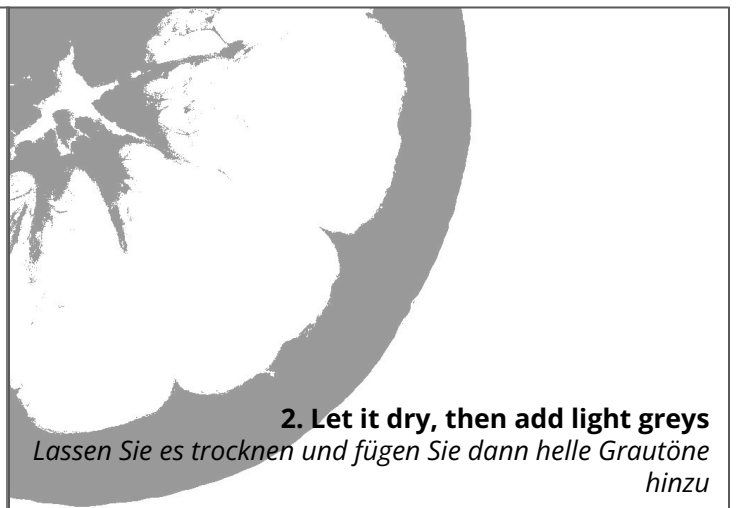 2. Let it dry, then add light greys
Lassen Sie es trocknen und fügen Sie dann helle Grautöne
hinzu